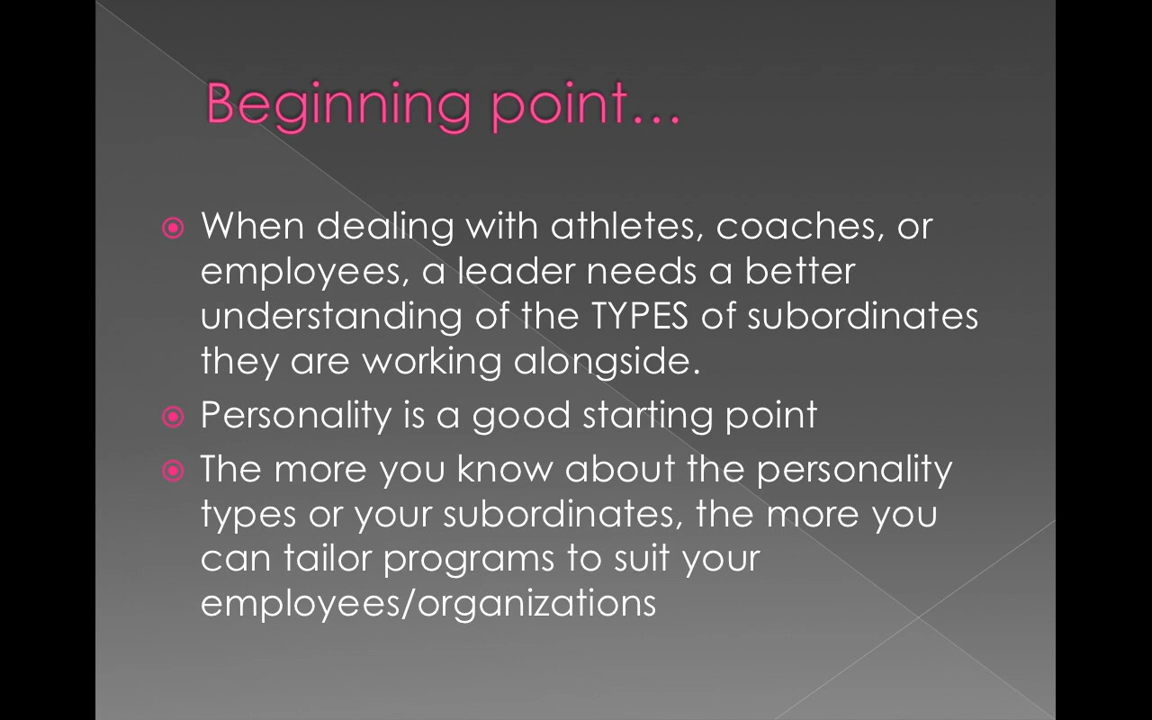 Beginning point...
When dealing with athletes, coaches, or
employees, a leader needs a better
understanding of the TYPES of subordinates
they are working alongside.
Personality is a good starting point
The more you know about the personality
types or your subordinates, the more you
can tailor programs to suit your
employees/organizations